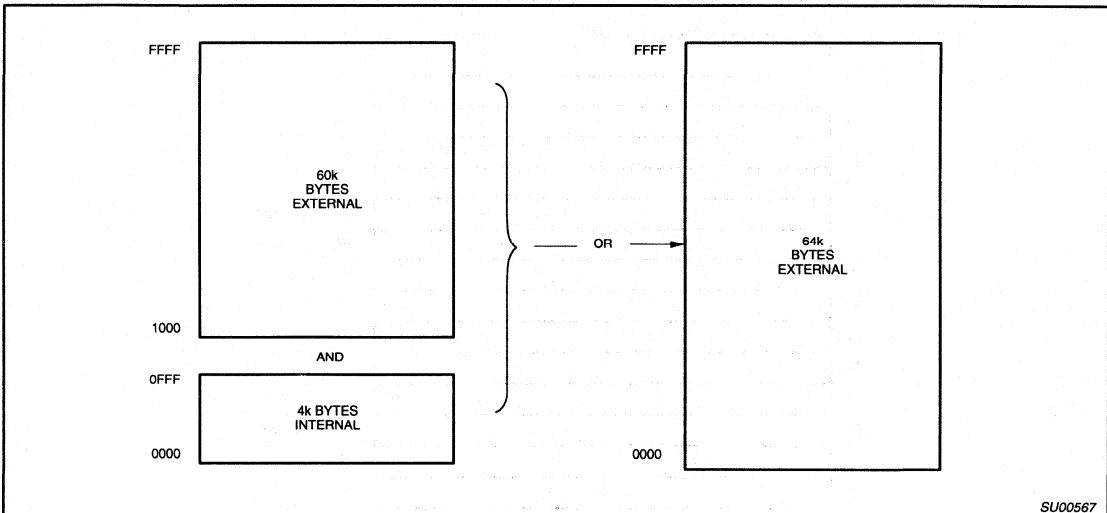 FFFF
60k
BYTES
EXTERNAL
1000
AND
0FFF
4k BYTES
INTERNAL
0000
OR
FFFF
64k
BYTES
EXTERNAL
0000
SU00567